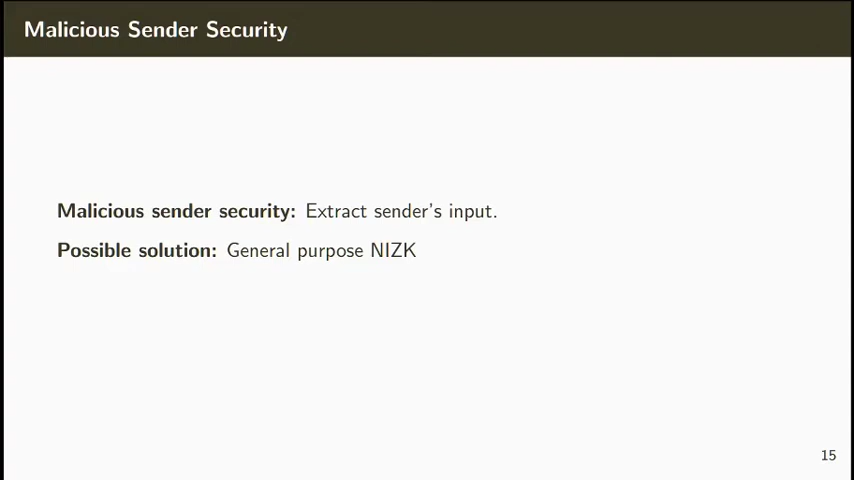 Malicious Sender Security
Malicious sender security: Extract sender's input.
Possible solution: General purpose NIZK
15